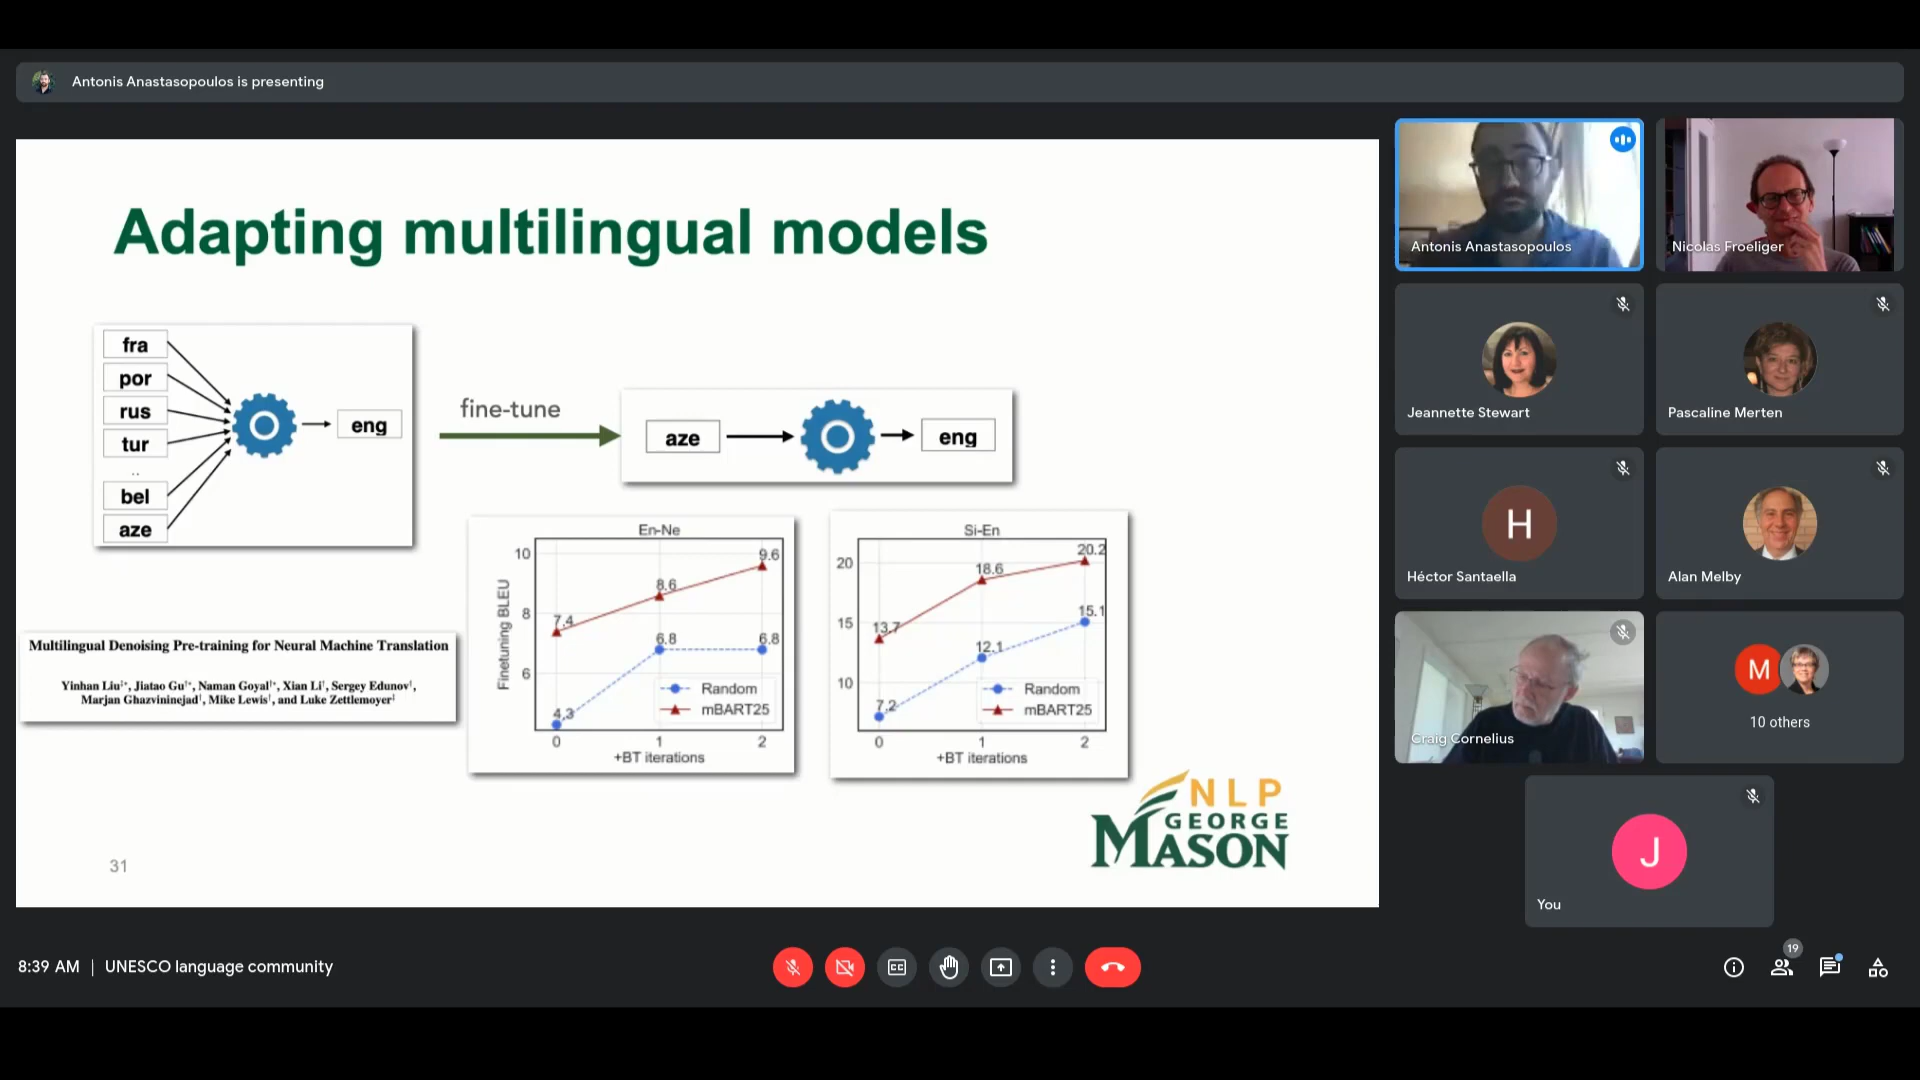 Antonis Anastasopoulos is presenting
Adapting multilingual models
fra
por
rus
tur
..
bel
aze
eng
fine-tune
aze
eng
Multilingual Denoising Pre-training for Neural Machine Translation
Yinhan Liu‡*, Jiatao Gu†*, Naman Goyal†*, Xian Li†, Sergey Edunov†,
Marjan Ghazvininejad†, Mike Lewis†, and Luke Zettlemoyer‡
En-Ne
Finetuning BLEU
10
8
6
7.4
8.6
9.6
4.3
6.8
6.8
Random
mBART25
0 1 2
+BT iterations
Si-En
20
15
10
13.7
18.6
20.2
7.2
12.1
15.1
Random
mBART25
0 1 2
+BT iterations
NLP
GEORGE
MASON
31
Antonis Anastasopoulos
Nicolas Froeliger
Jeannette Stewart
Pascaline Merten
H
Héctor Santaella
Alan Melby
Craig Cornelius
M
10 others
J
You
8:39 AM | UNESCO language community
19